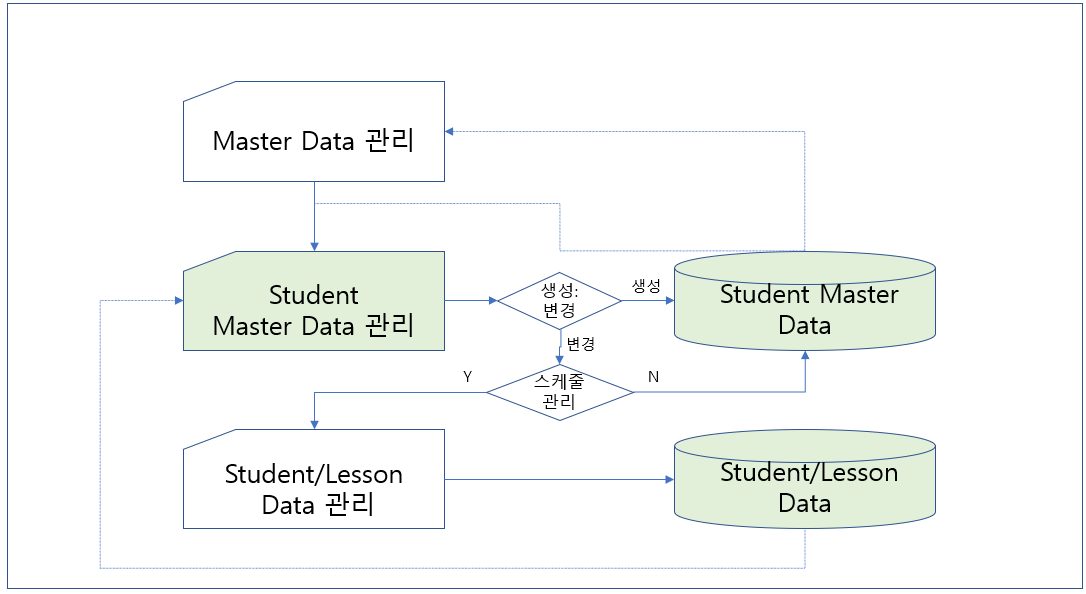 Master Data 관리
Student
Master Data 관리
생성:
변경
생성
Student Master
Data
변경
Y
스케줄
관리
N
Student/Lesson
Data 관리
Student/Lesson
Data